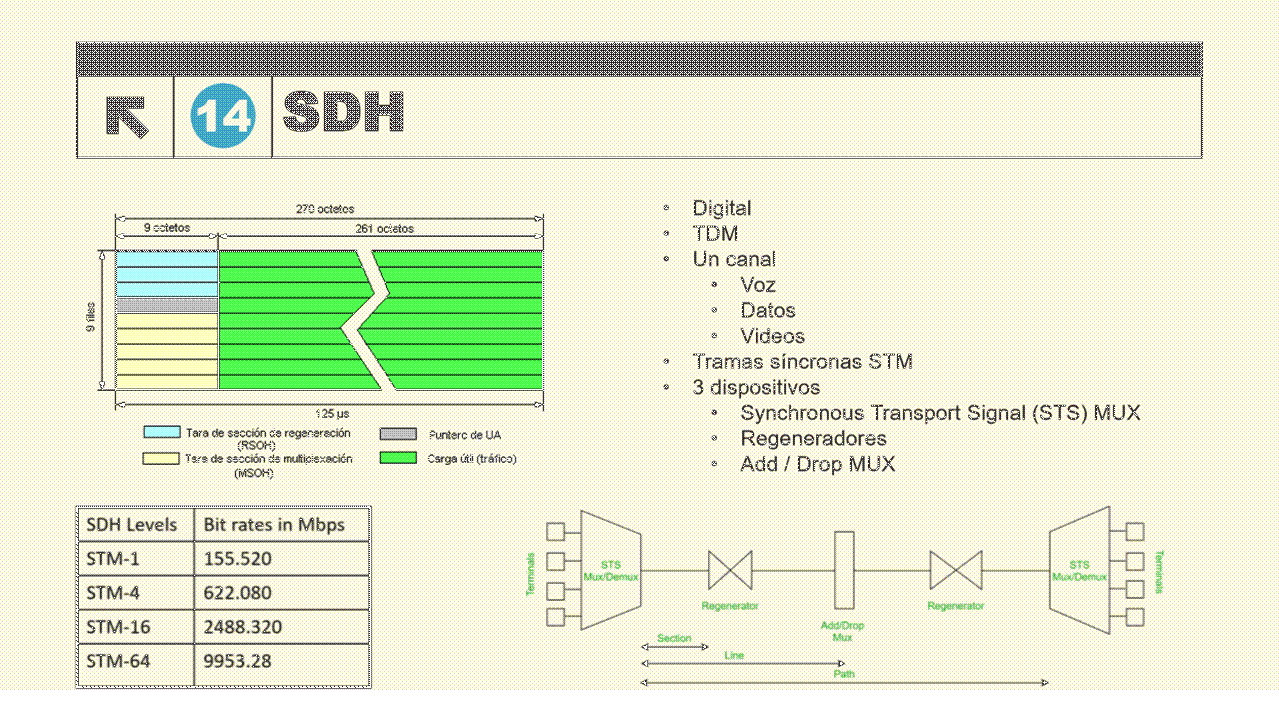 14
SDH
270 octetos
9 octetos
261 octetos
9 filas
125 µs
Tara de sección de regeneración
(RSOH)
Puntero de UA
Tara de sección de multiplexación
(MSOH)
Carga útil (tráfico)
• Digital
• TDM
• Un canal
• Voz
• Datos
• Videos
• Tramas síncronas STM
• 3 dispositivos
• Synchronous Transport Signal (STS) MUX
• Regeneradores
• Add / Drop MUX
SDH Levels Bit rates in Mbps
STM-1 155.520
STM-4 622.080
STM-16 2488.320
STM-64 9953.28
Terminals
STS
Mux/Demux
Regenerator
Add/Drop
Mux
Regenerator
STS
Mux/Demux
Terminals
Section
Line
Path